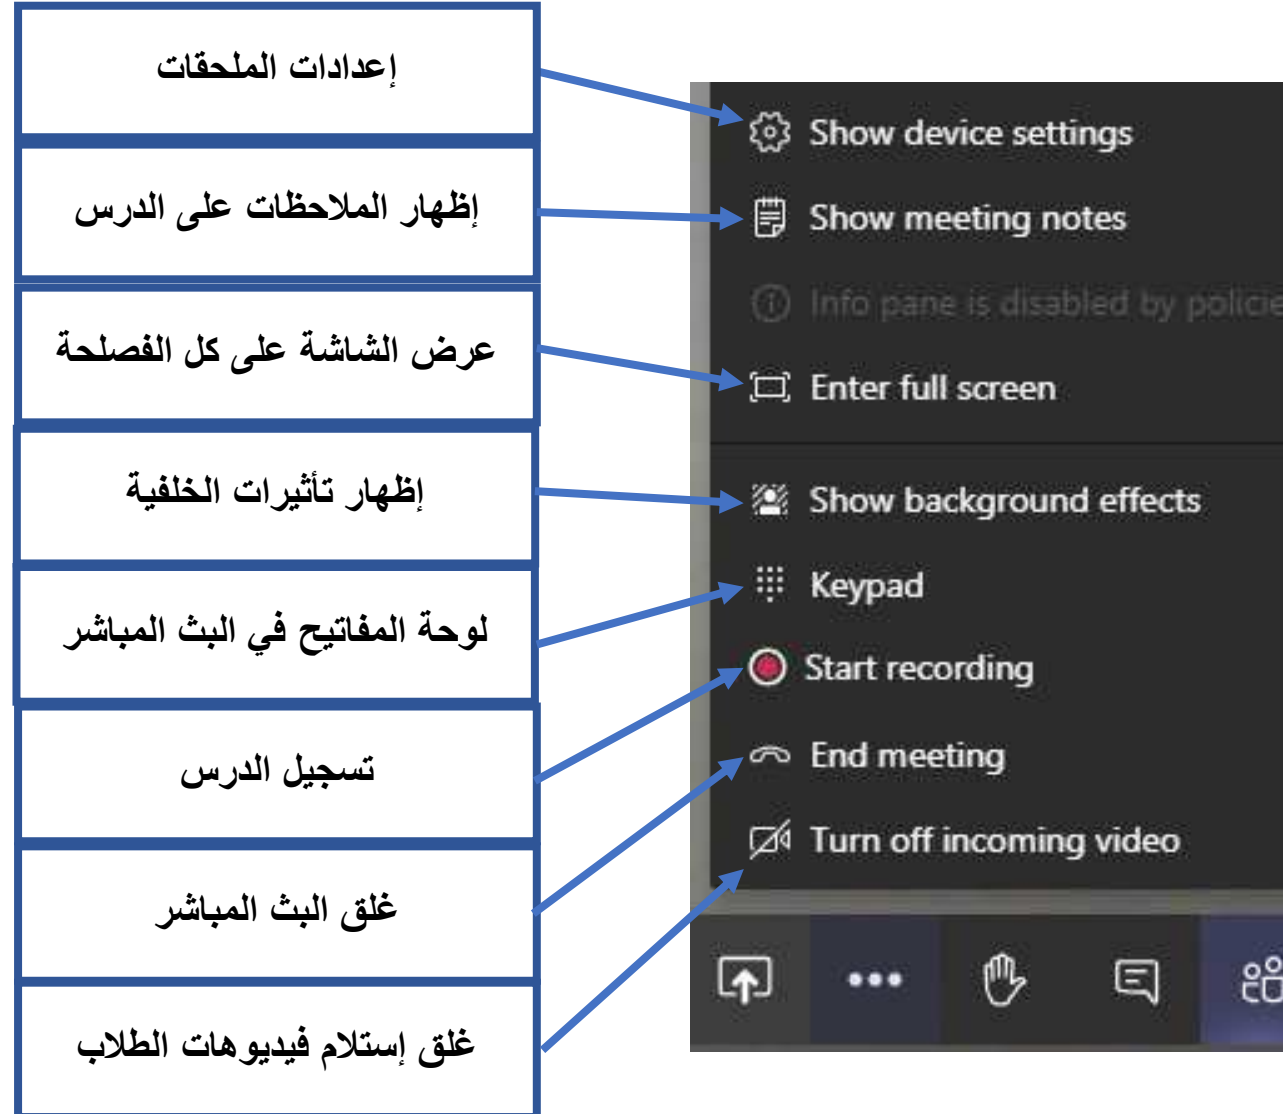 إعدادات الملحقات
إظهار الملاحظات على الدرس
عرض الشاشة على كل الفصلحة
إظهار تأثيرات الخلفية
لوحة المفاتيح في البث المباشر
تسجيل الدرس
غلق البث المباشر
غلق إستلام فيديوهات الطلاب
Show device settings
Show meeting notes
Info pane is disabled by policie
Enter full screen
Show background effects
Keypad
Start recording
End meeting
Turn off incoming video